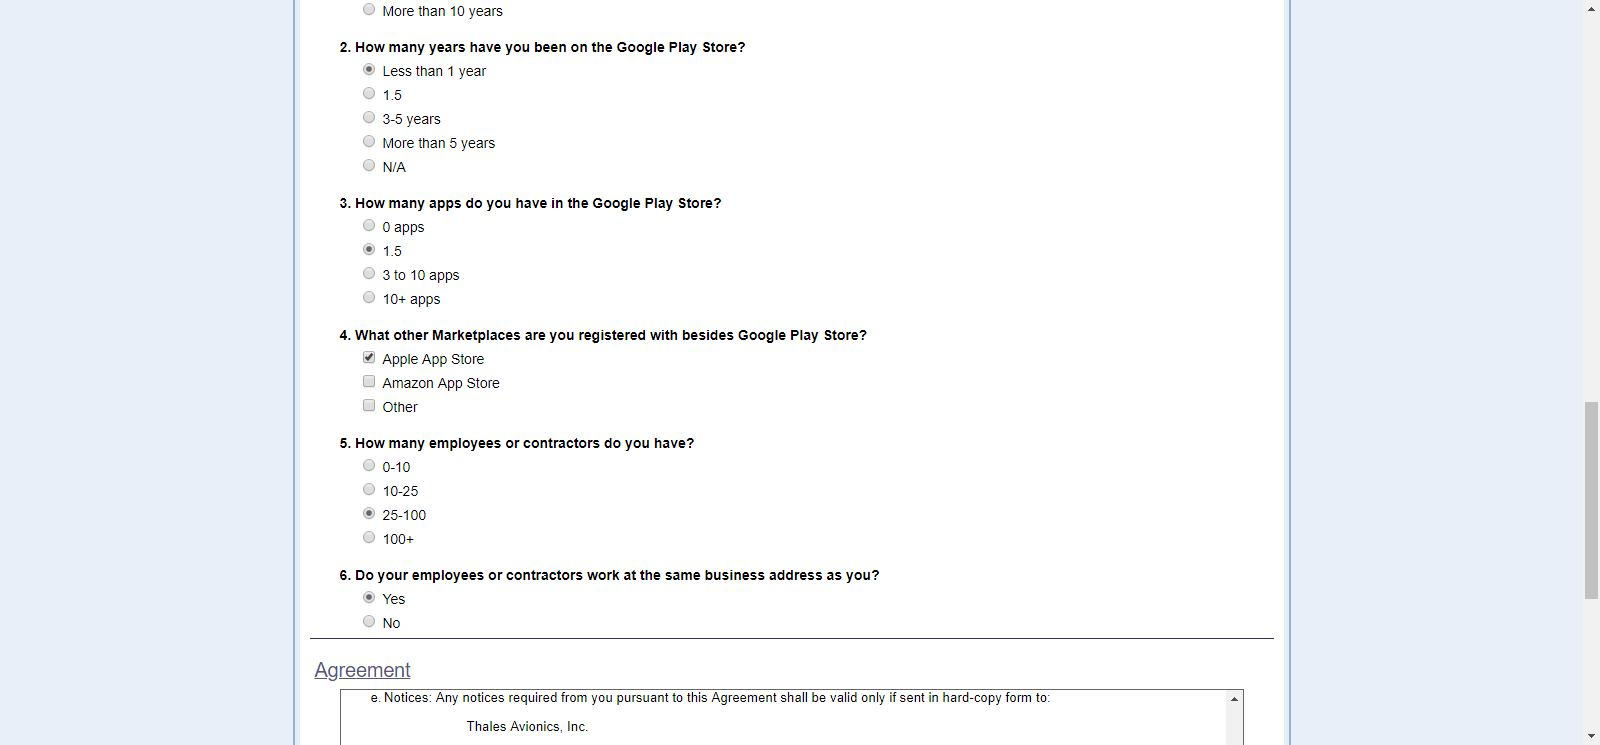 More than 10 years
2. How many years have you been on the Google Play Store?
Less than 1 year
1.5
3-5 years
More than 5 years
N/A
3. How many apps do you have in the Google Play Store?
0 apps
1.5
3 to 10 apps
10+ apps
4. What other Marketplaces are you registered with besides Google Play Store?
Apple App Store
Amazon App Store
Other
5. How many employees or contractors do you have?
0-10
10-25
25-100
100+
6. Do your employees or contractors work at the same business address as you?
Yes
No
Agreement
e. Notices: Any notices required from you pursuant to this Agreement shall be valid only if sent in hard-copy form to:
Thales Avionics, Inc.